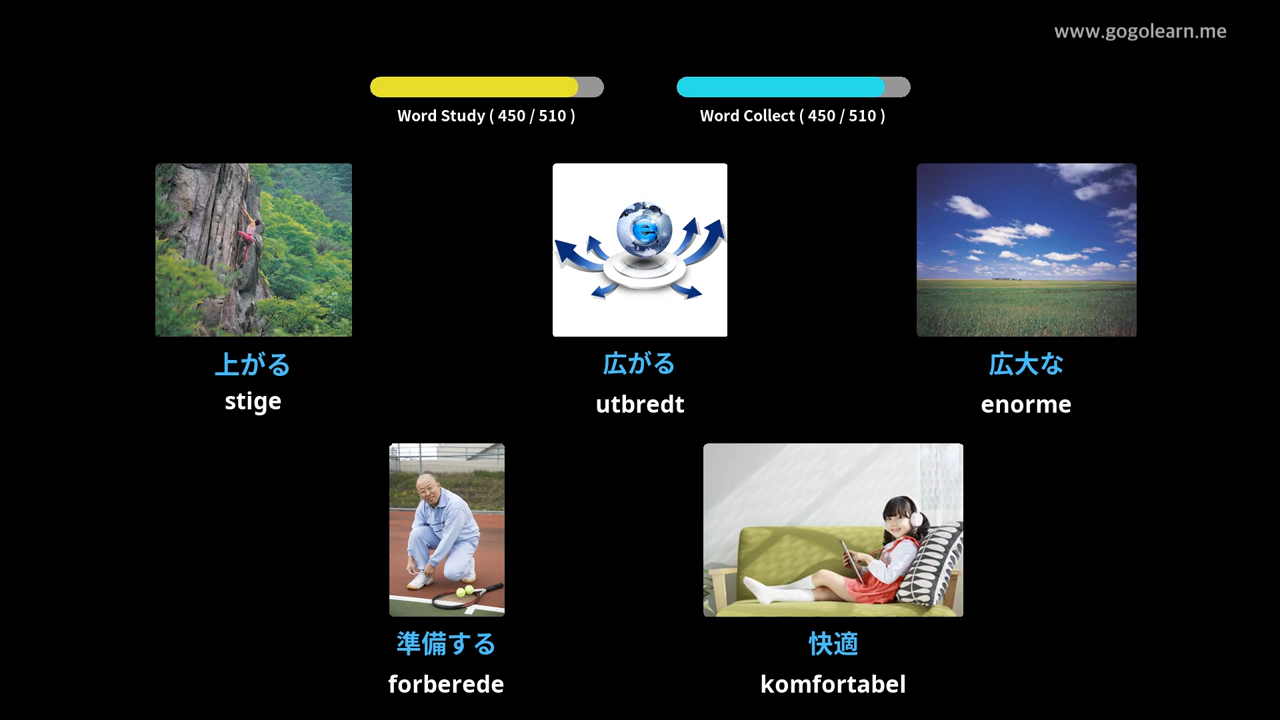 www.gogolearn.me
Word Study ( 450 / 510 )
Word Collect ( 450 / 510 )
e
上がる
stige
広がる
utbredt
広大な
enorme
準備する
forberede
快適
komfortabel